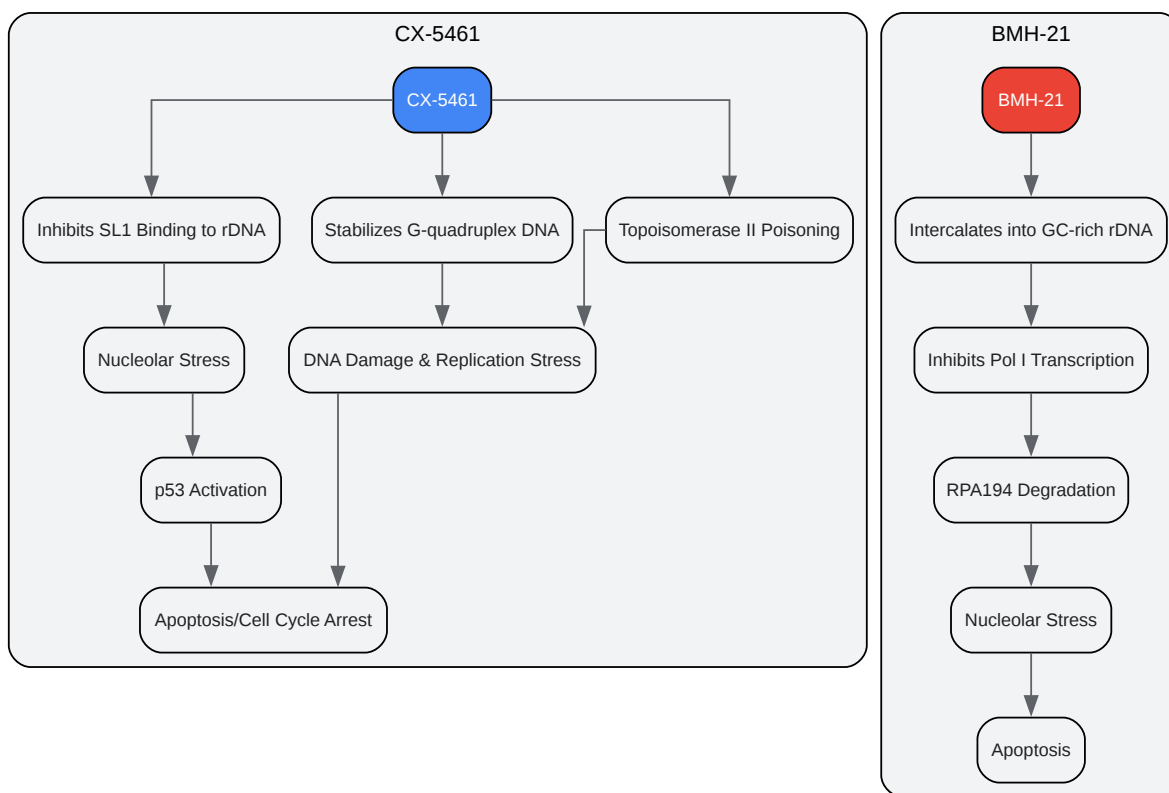 CX-5461
CX-5461
Inhibits SL1 Binding to rDNA
Stabilizes G-quadruplex DNA
Topoisomerase II Poisoning
Nucleolar Stress
DNA Damage & Replication Stress
p53 Activation
Apoptosis/Cell Cycle Arrest
BMH-21
BMH-21
Intercalates into GC-rich rDNA
Inhibits Pol I Transcription
RPA194 Degradation
Nucleolar Stress
Apoptosis